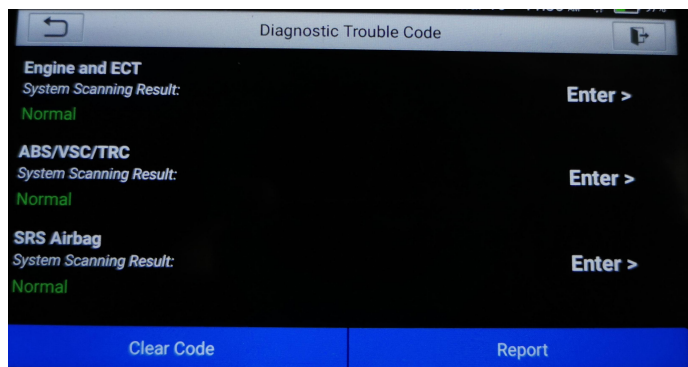 Diagnostic Trouble Code
Engine and ECT
System Scanning Result:
Normal
Enter >
ABS/VSC/TRC
System Scanning Result:
Normal
Enter >
SRS Airbag
System Scanning Result:
Normal
Enter >
Clear Code
Report